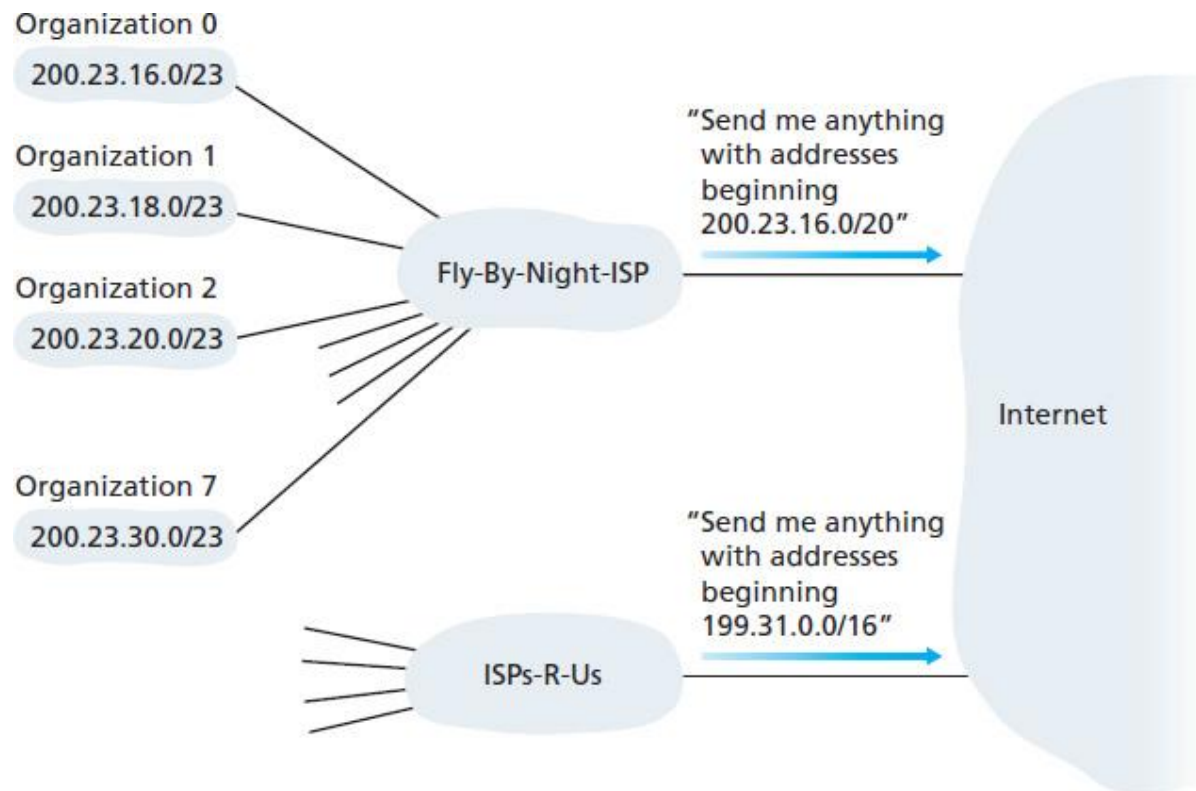 Organization 0
200.23.16.0/23
Organization 1
200.23.18.0/23
Organization 2
200.23.20.0/23
Organization 7
200.23.30.0/23
Fly-By-Night-ISP
"Send me anything
with addresses
beginning
200.23.16.0/20"
Internet
ISPs-R-Us
"Send me anything
with addresses
beginning
199.31.0.0/16"